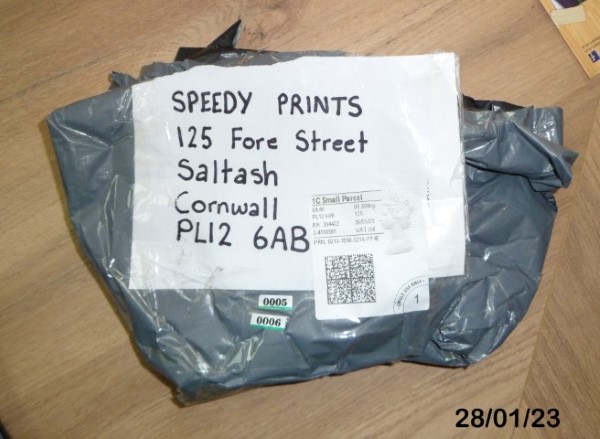 SPEEDY PRINTS
125 Fore Street
Saltash
Cornwall
PL12 6AB
1C Small Parcel
0005
0006
1
28/01/23